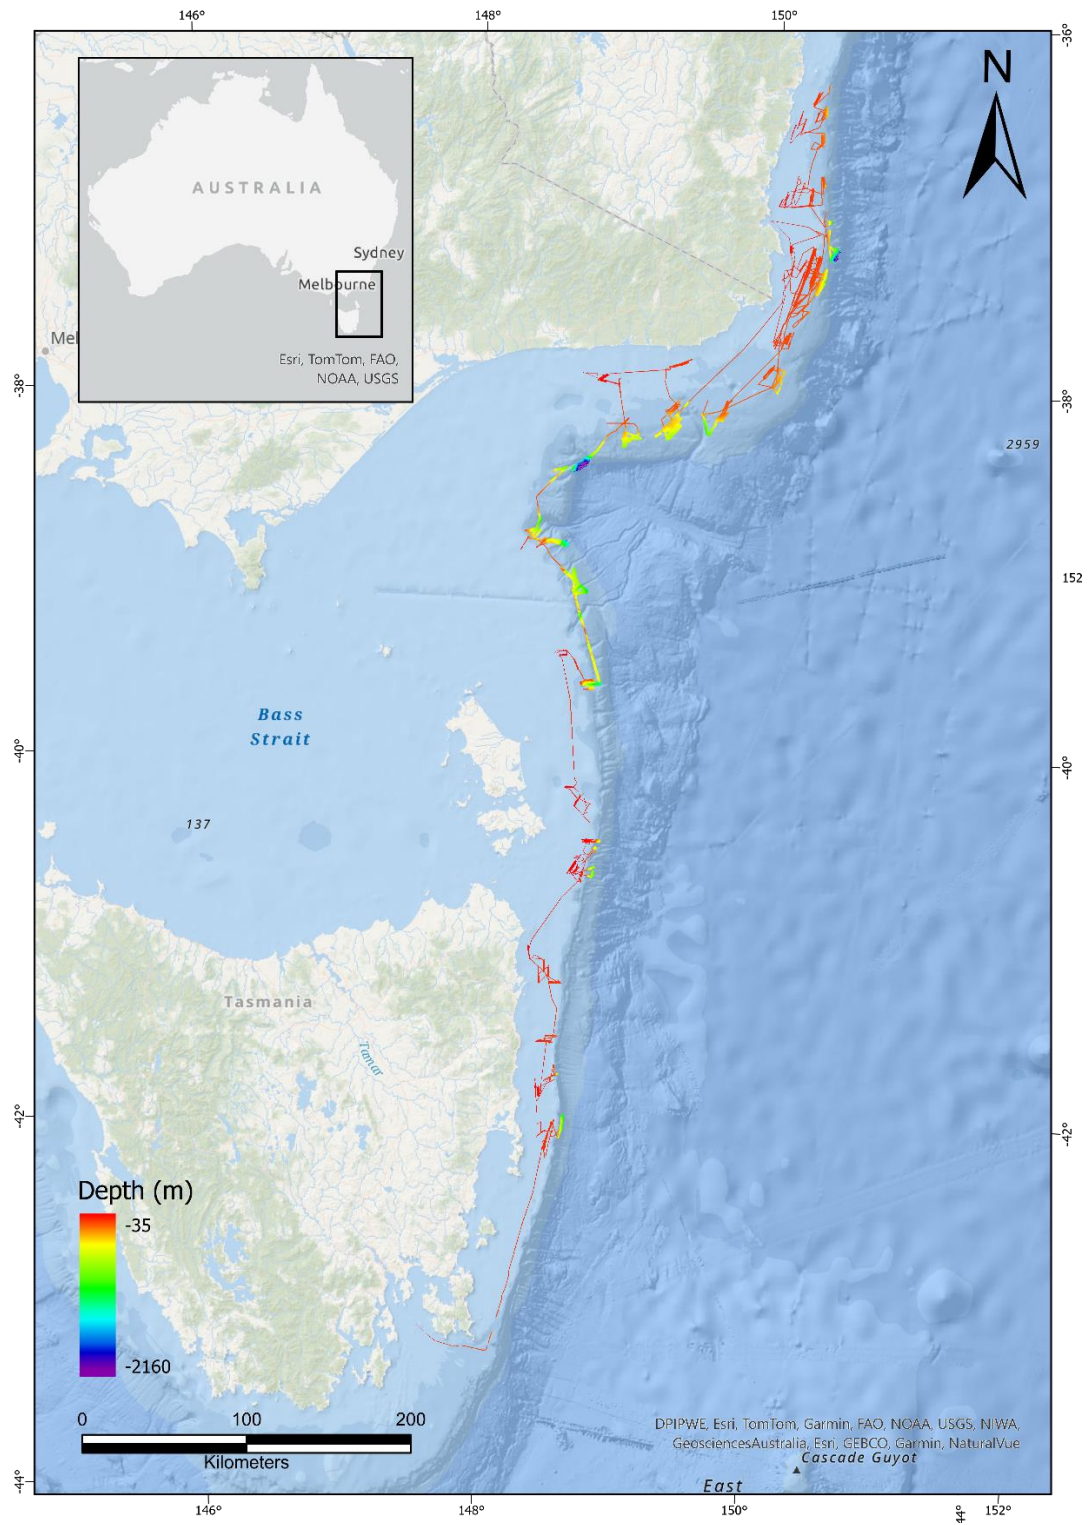 146°
148°
150°
-36°
N
AUSTRALIA
Sydney
Melbourne
Esri, TomTom, FAO,
NOAA, USGS
Mel
-38°
-38°
2959
152
Bass
Strait
-40°
-40°
137
Tasmania
Tamar
-42°
-42°
Depth (m)
-35
-2160
0 100 200
Kilometers
DPIPWE, Esri, TomTom, Garmin, FAO, NOAA, USGS, NIWA,
GeosciencesAustralia, Esri, GEBCO, Garmin, NaturalVue
Cascade Guyot
East
-44°
146°
148°
150°
44°
152°